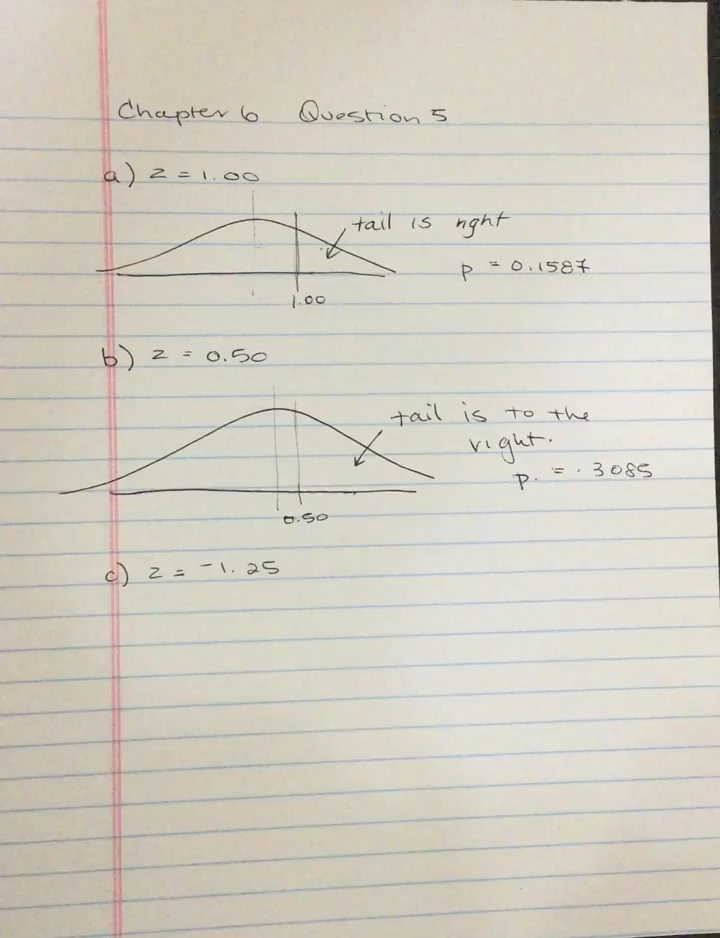 Chapter 6 Question 5
a) z = 1.00
tail is right
p = 0.1587
1.00
b) z = 0.50
tail is to the
right.
p. = .3085
0.50
c) z = -1.25